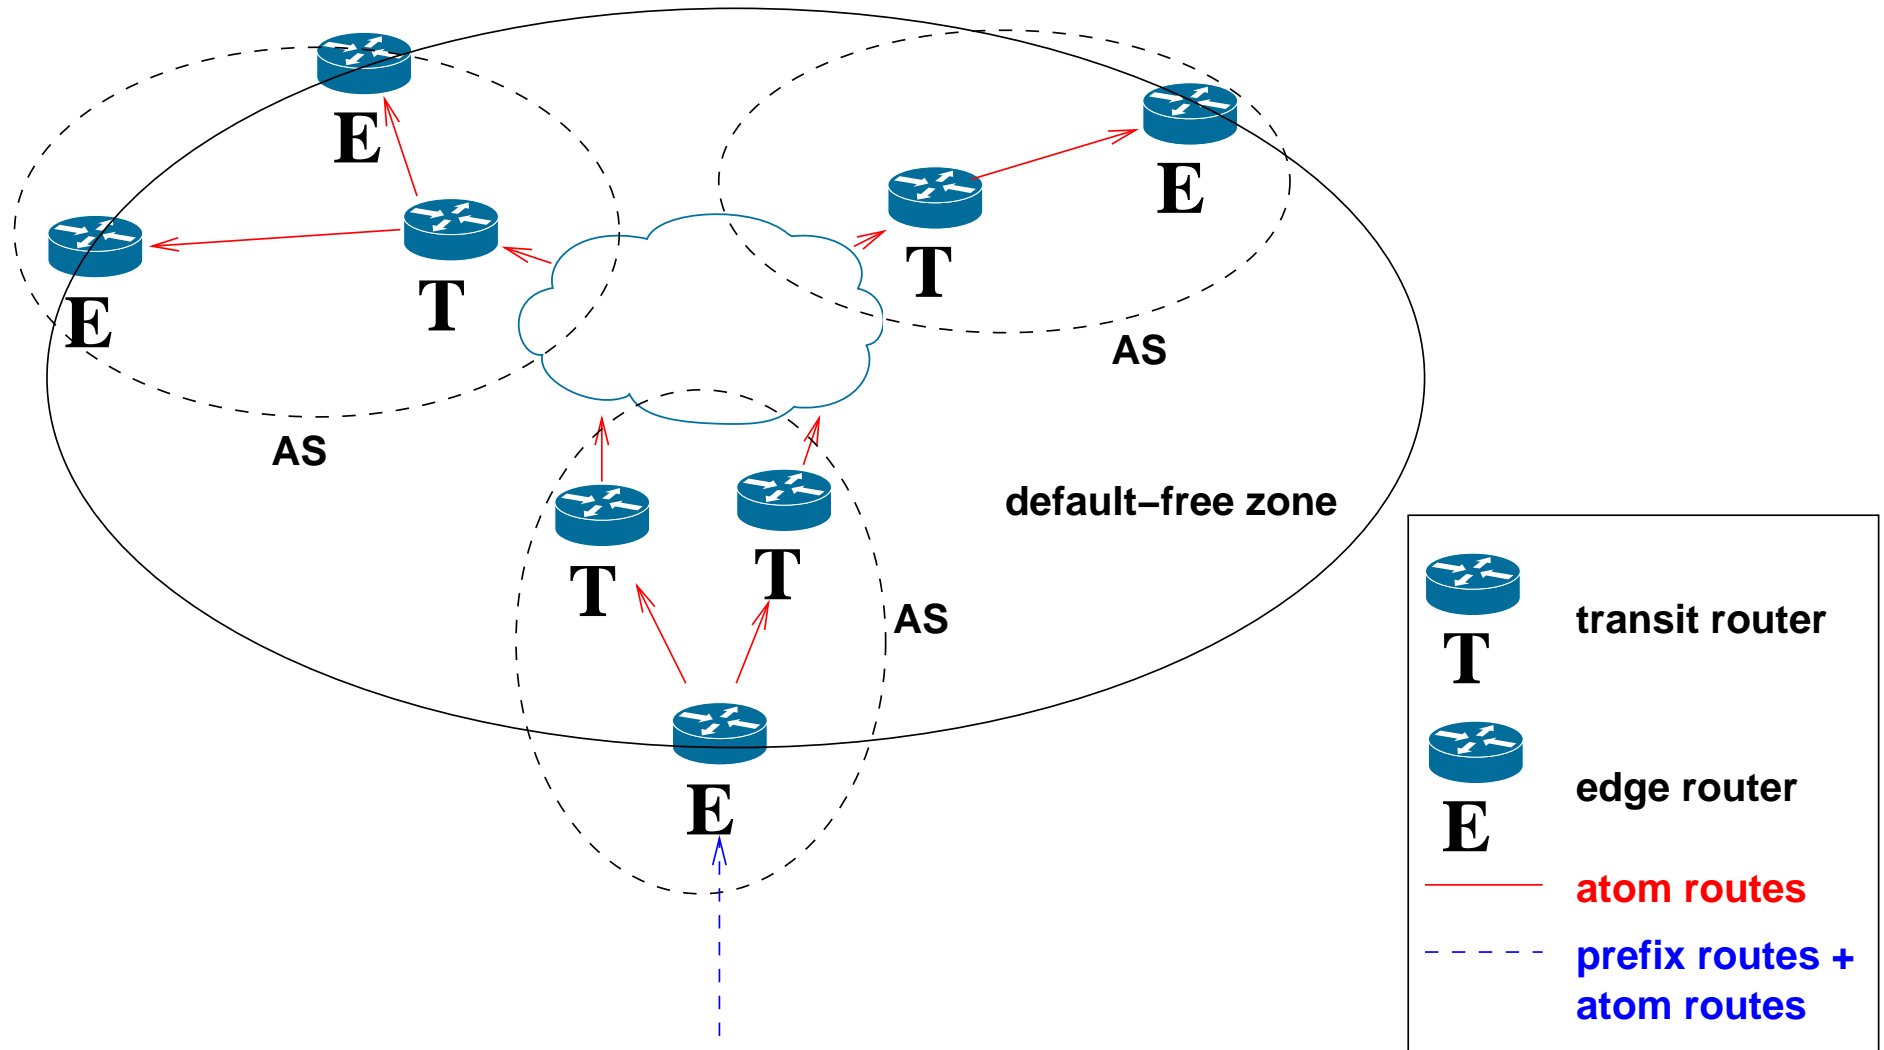 E
E
E
T
E
T
AS
AS
default–free zone
T
T
AS
E
T
transit router
E
edge router
atom routes
prefix routes +
atom routes